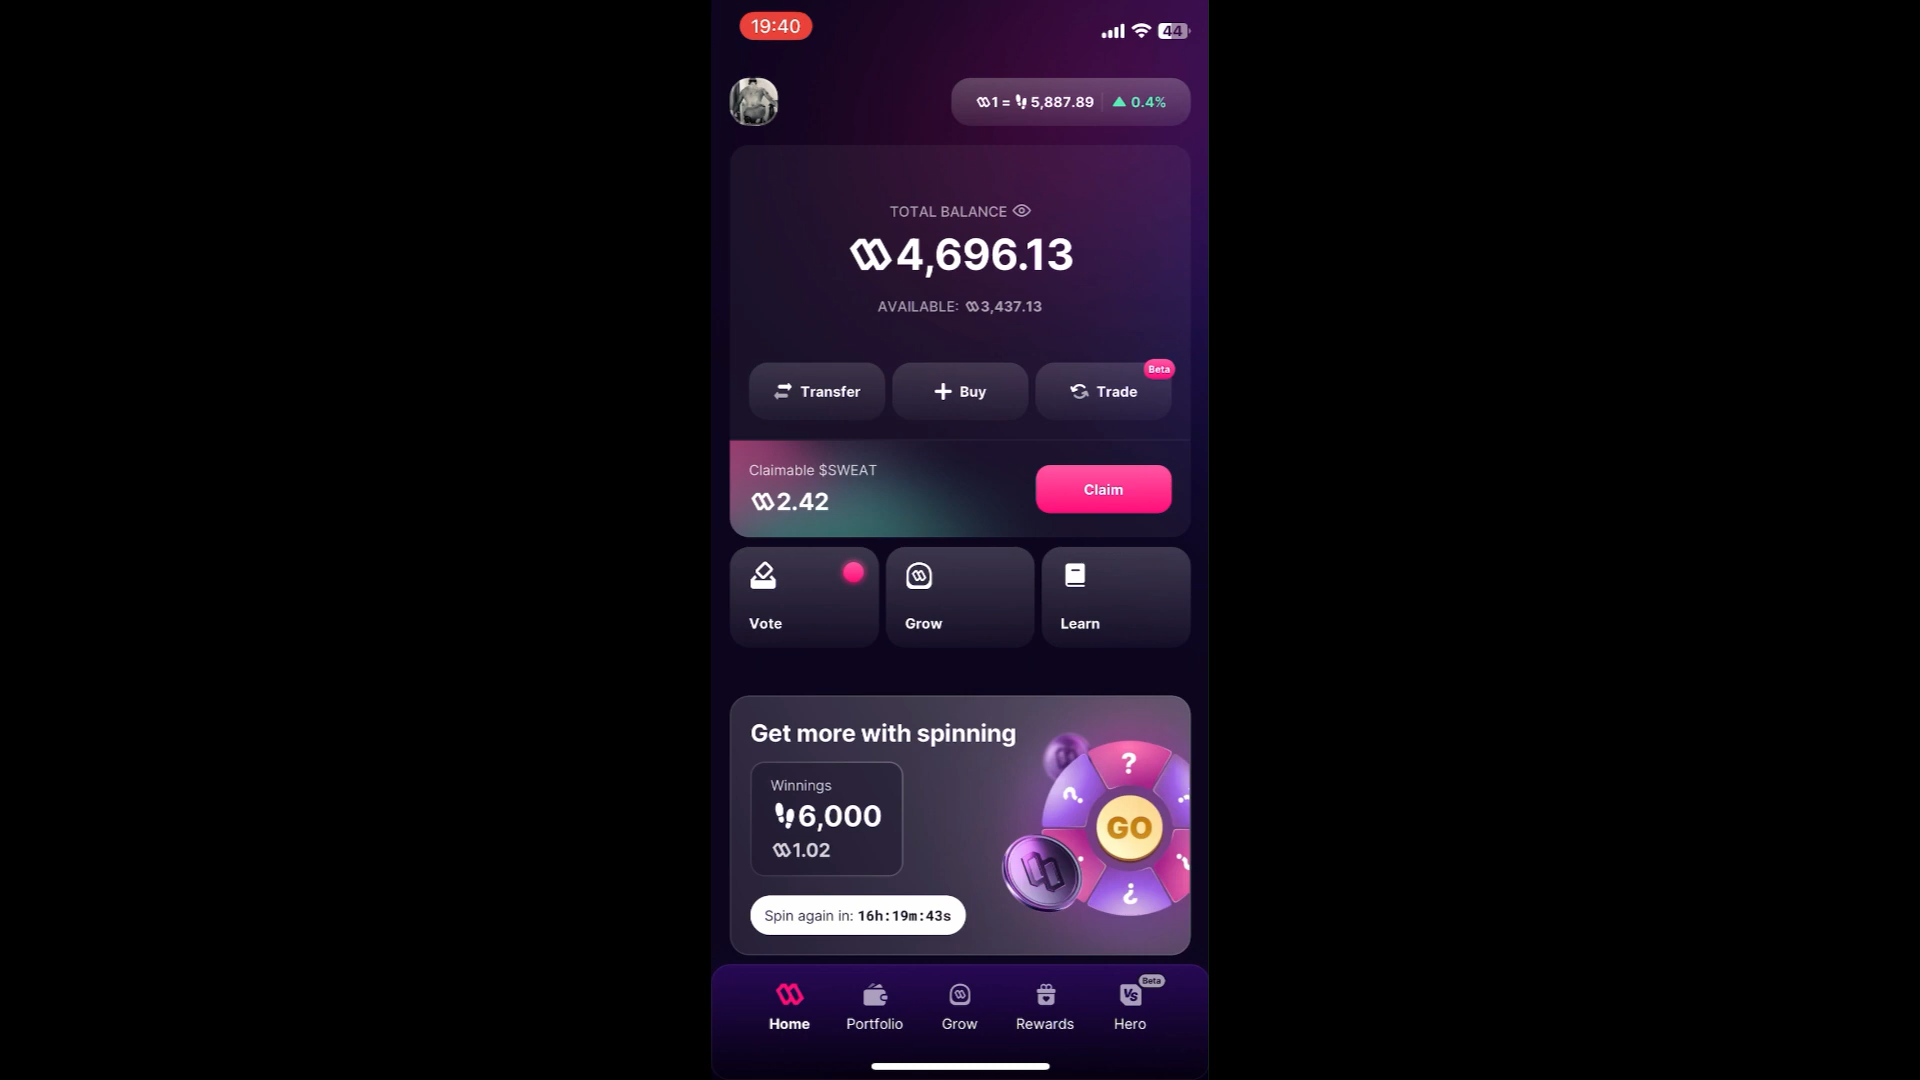 19:40
44
1 = 5,887.89 0.4%
TOTAL BALANCE
4,696.13
AVAILABLE: 3,437.13
Beta
Transfer
Buy
Trade
Claimable $SWEAT
2.42
Claim
Vote
Grow
Learn
Get more with spinning
Winnings
6,000
1.02
?
?
GO
?
Spin again in: 16h:19m:43s
Beta
VS
Home
Portfolio
Grow
Rewards
Hero